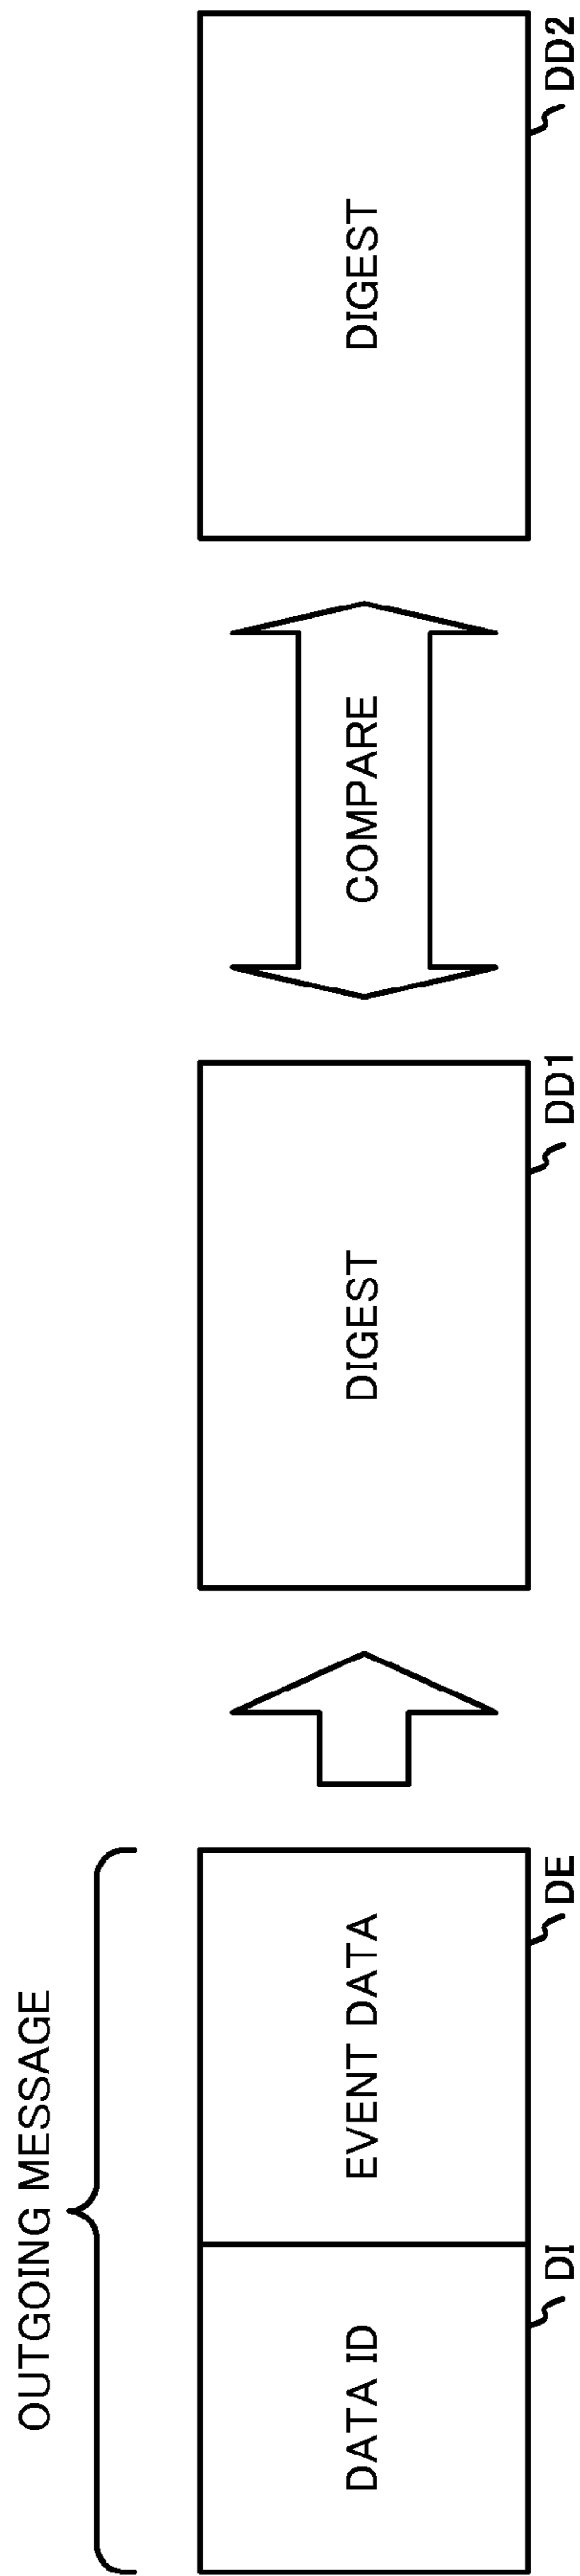 OUTGOING MESSAGE
DATA ID
EVENT DATA
DIGEST
COMPARE
DIGEST
DI
DE
DD1
DD2